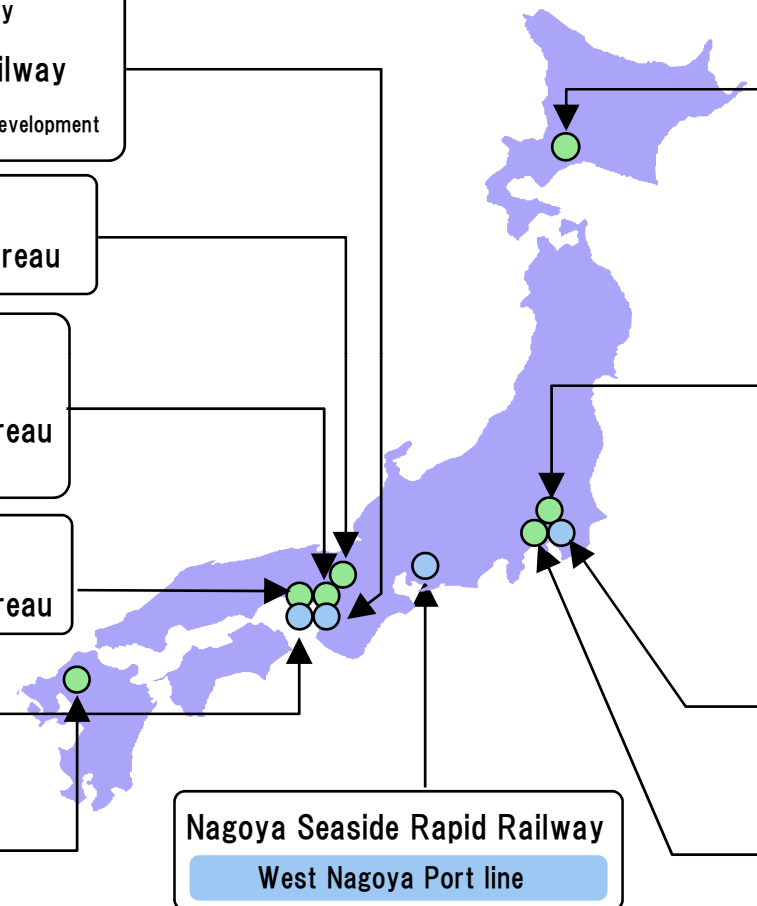 y
ilway
evelopment
reau
reau
reau
Nagoya Seaside Rapid Railway
West Nagoya Port line